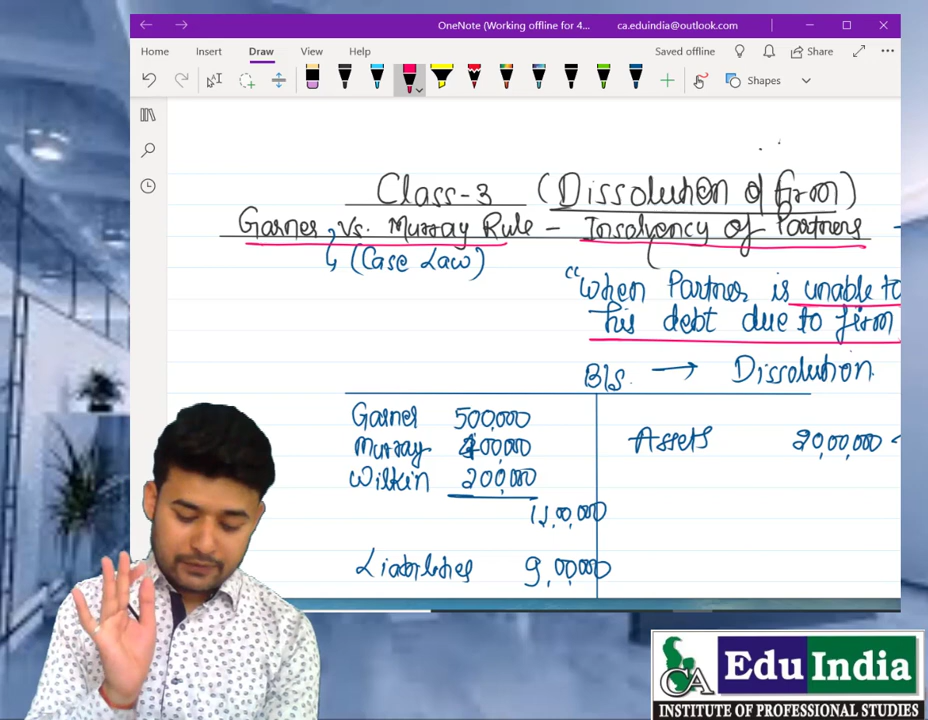 OneNote (Working offline for 4... ca.eduindia@outlook.com
Home Insert Draw View Help Saved offline Share
Shapes
Class-3 (Dissolution of firm)
Garner Vs. Murray Rule - Insolvency of Partners -
(Case Law)
"When Partner is unable to
his debt due to firm
B/S. → Dissolution
Garner 500,000
Murray 400,000 Assets 20,00,000
Wilkin 200,000
11,00,000
Liabilities 9,00,000
CA EduIndia
INSTITUTE OF PROFESSIONAL STUDIES